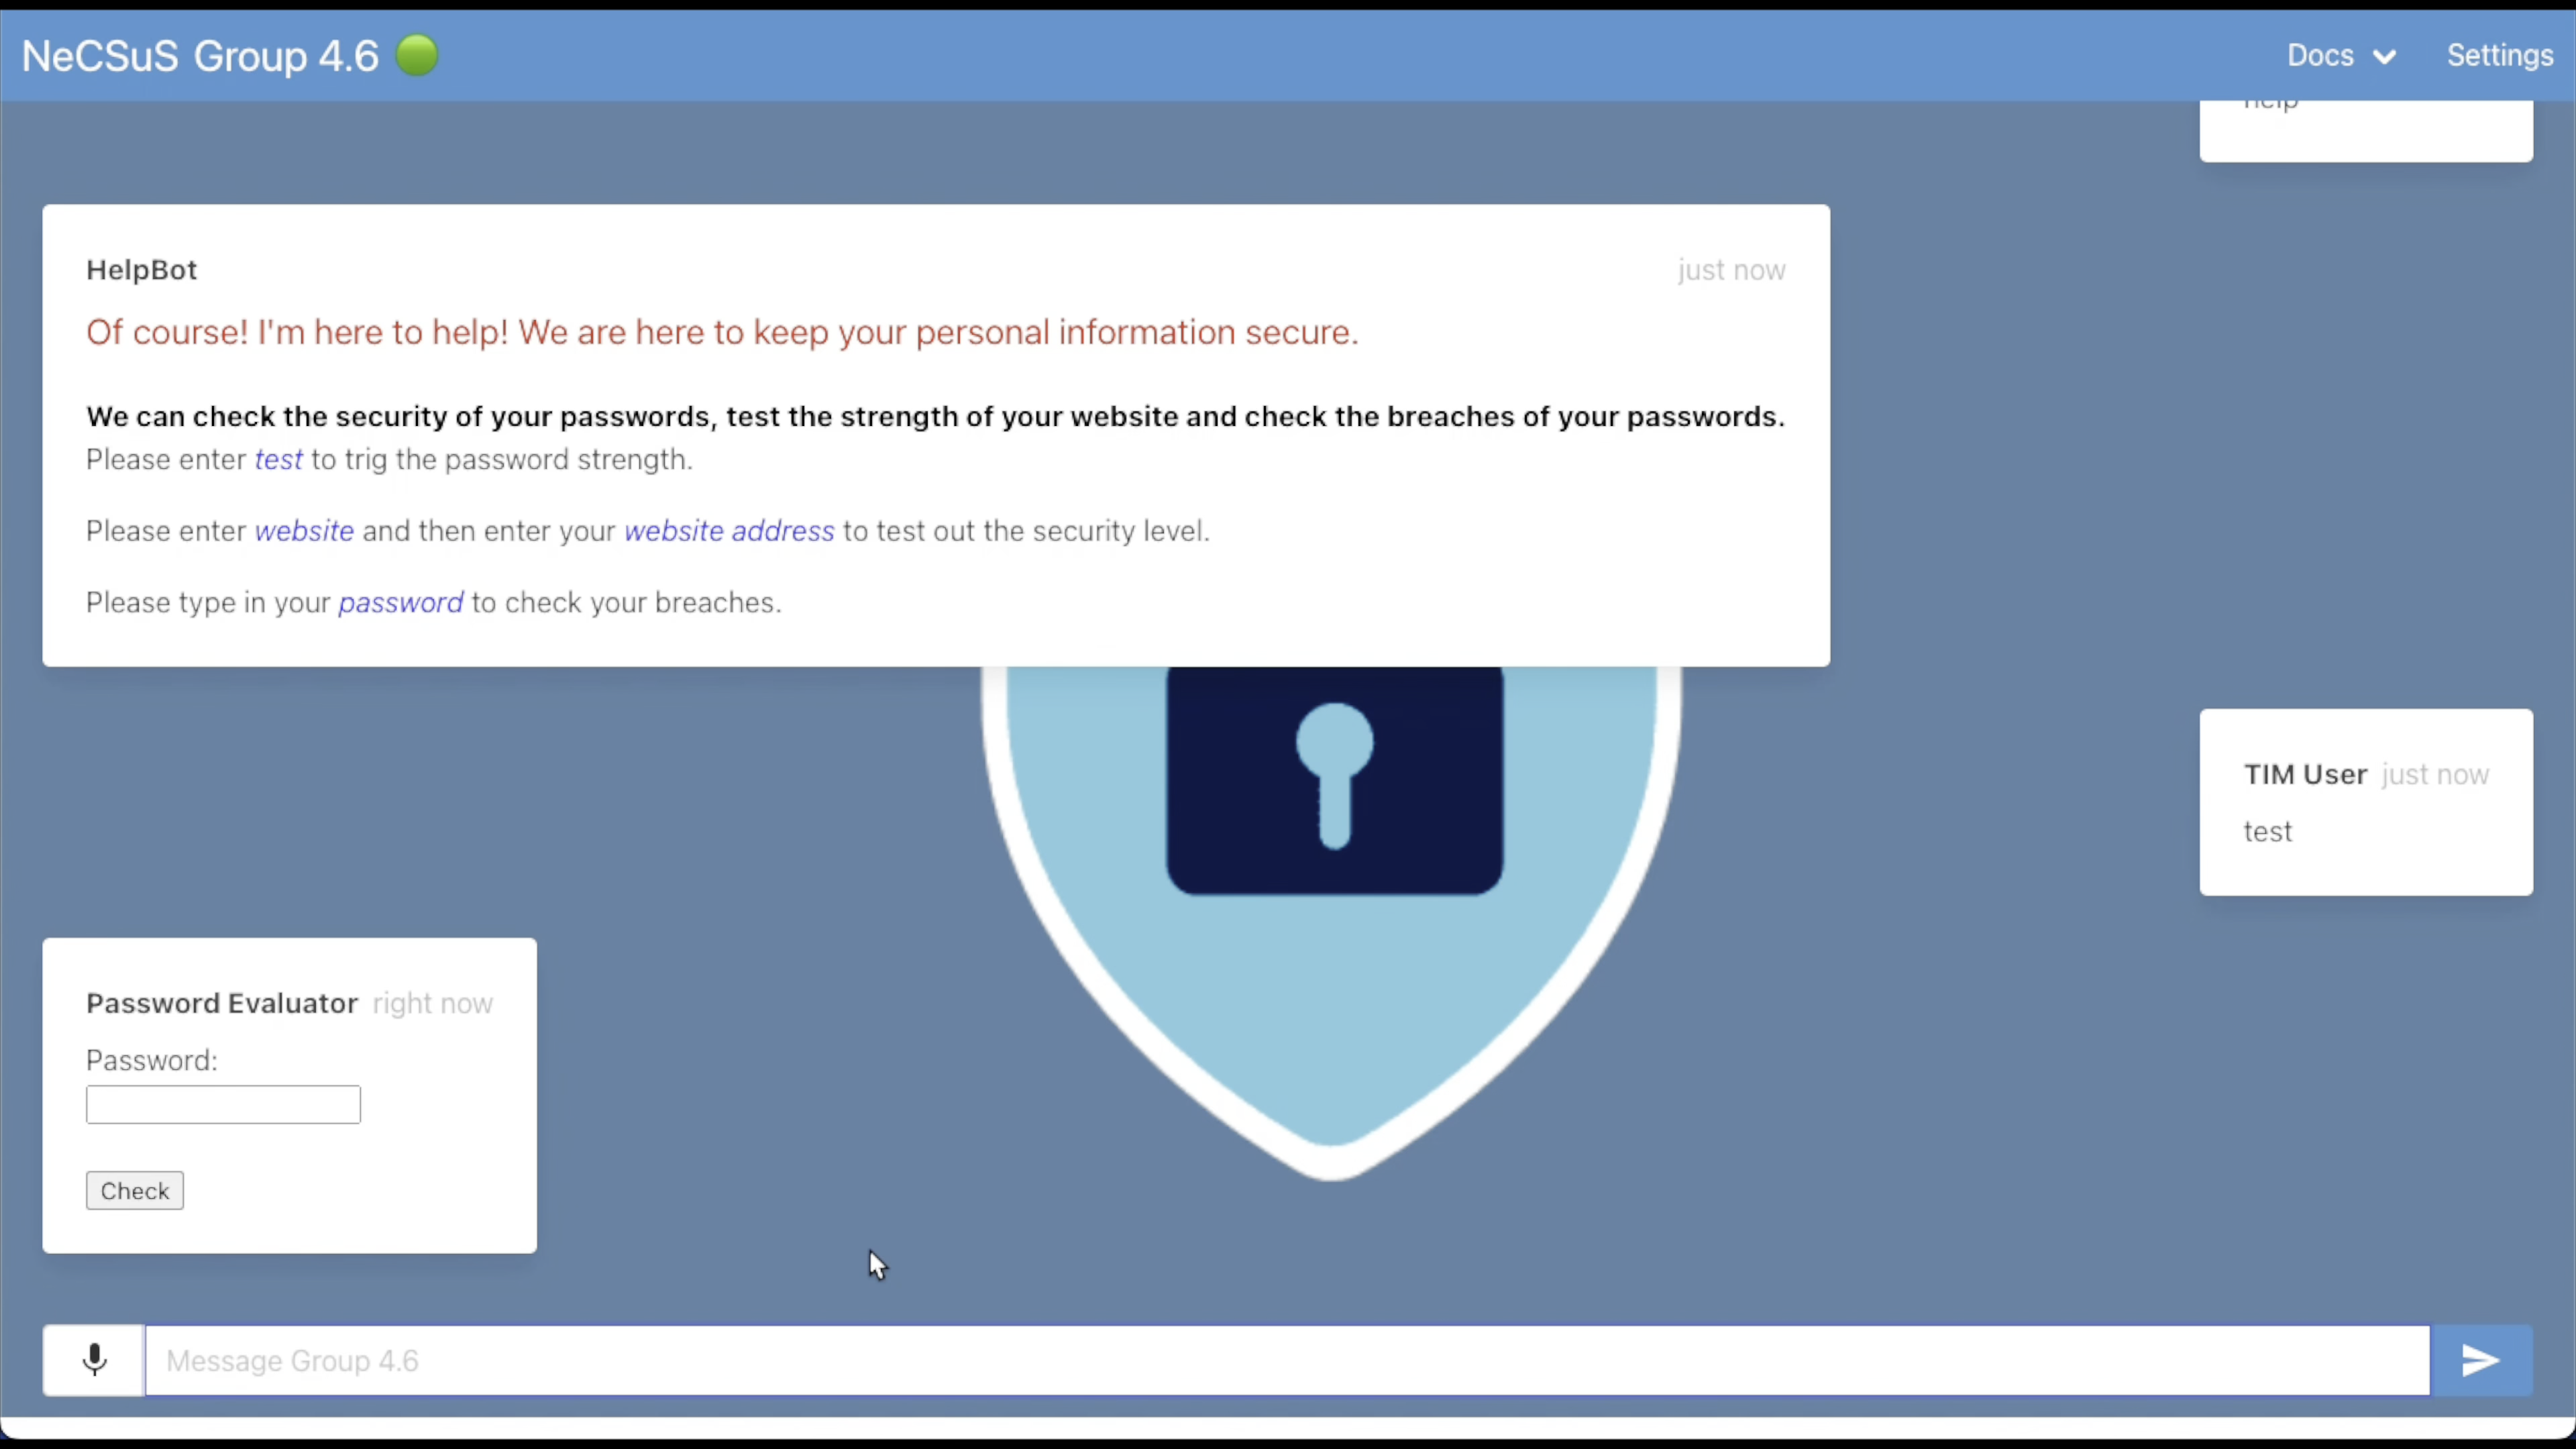 NeCSuS Group 4.6
Docs
Settings
help
HelpBot just now
Of course! I'm here to help! We are here to keep your personal information secure.
We can check the security of your passwords, test the strength of your website and check the breaches of your passwords.
Please enter test to trig the password strength.
Please enter website and then enter your website address to test out the security level.
Please type in your password to check your breaches.
TIM User just now
test
Password Evaluator right now
Password:
Check
Message Group 4.6